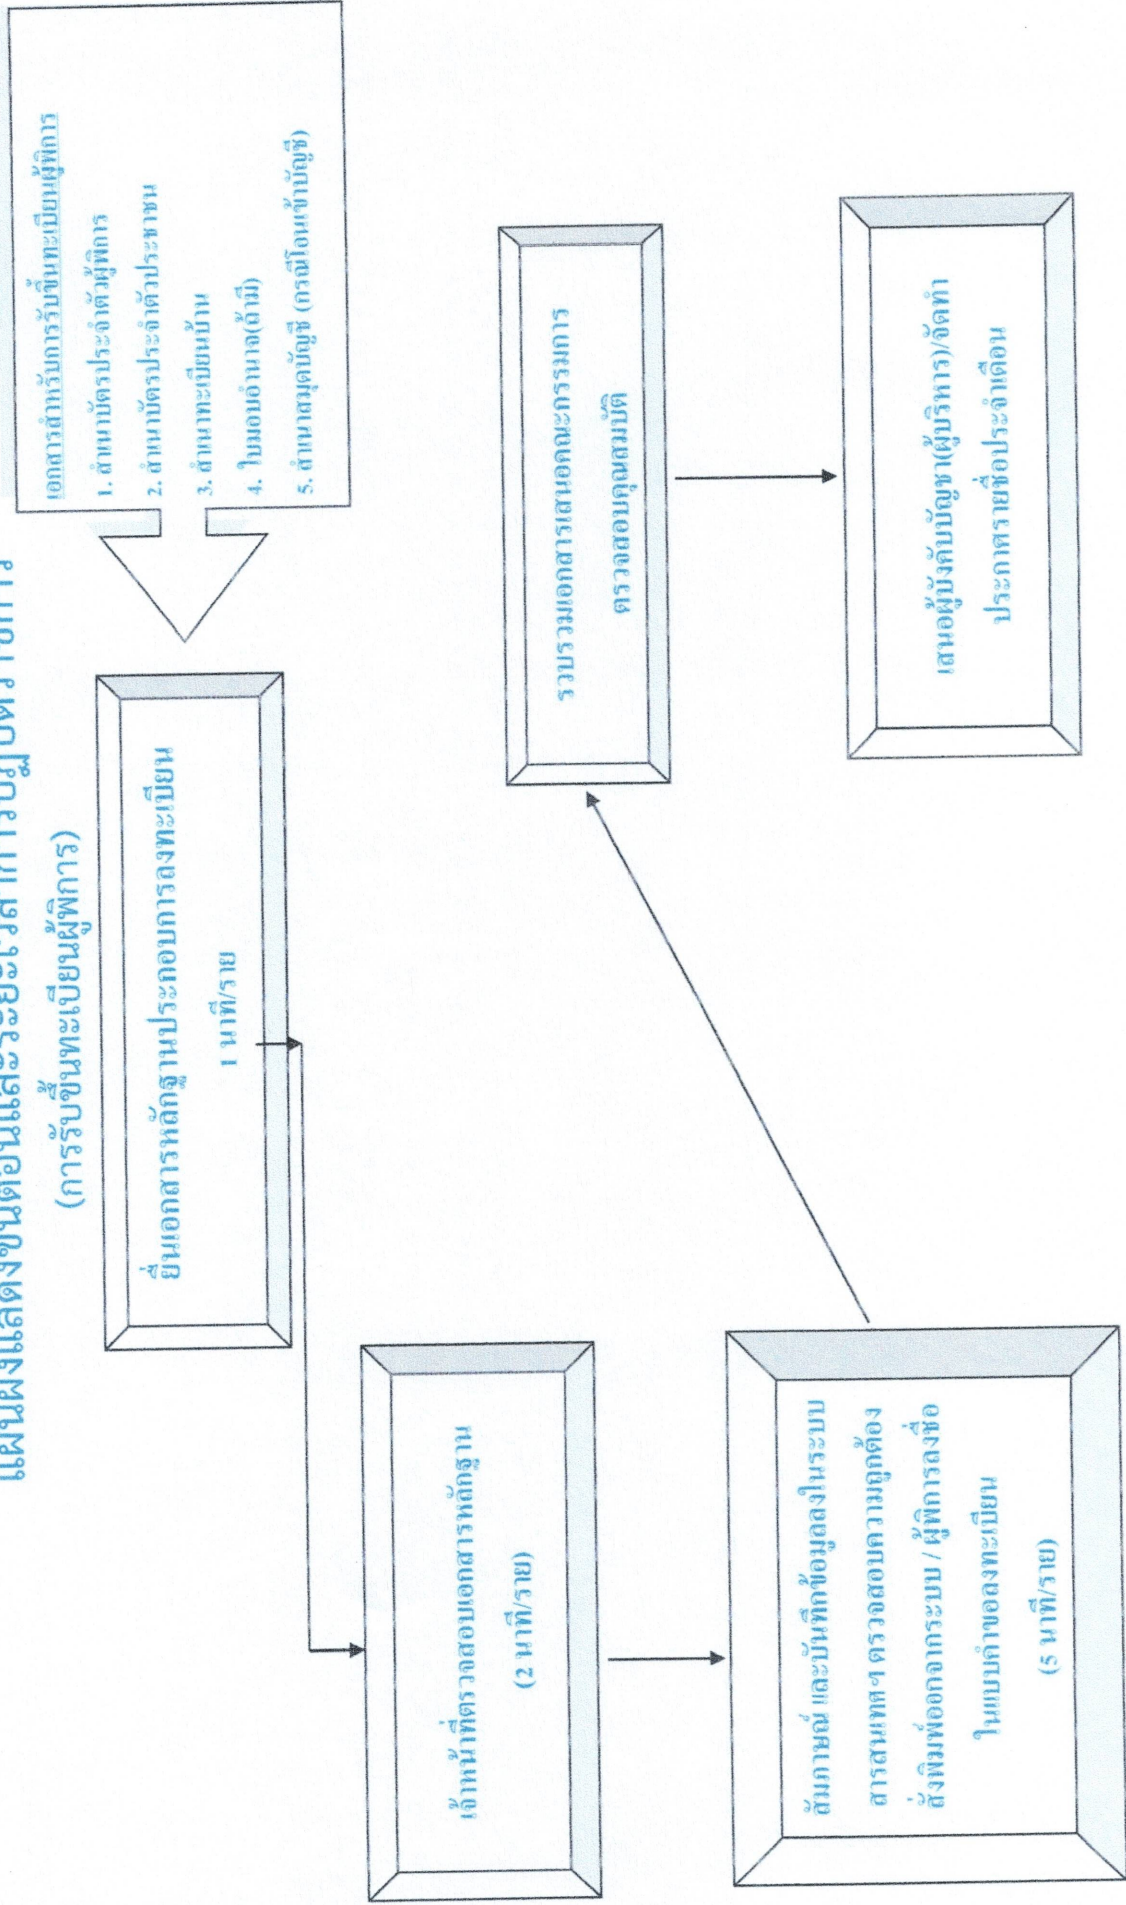 แผนผังแสดงขั้นตอนและระยะเวลาการปฏิบัติราชการ
(การรับขึ้นทะเบียนผู้พิการ)
เอกสารสำหรับการรับขึ้นทะเบียนผู้พิการ
1. สำเนาบัตรประจำตัวผู้พิการ
2. สำเนาบัตรประจำตัวประชาชน
3. สำเนาทะเบียนบ้าน
4. ใบมอบอำนาจ(ถ้ามี)
5. สำเนาสมุดบัญชี (กรณีโอนเข้าบัญชี)
ยื่นเอกสารหลักฐานประกอบการลงทะเบียน
1 นาที/ราย
เจ้าหน้าที่ตรวจสอบเอกสารหลักฐาน
(2 นาที/ราย)
สัมภาษณ์ และบันทึกข้อมูลลงในระบบ
สารสนเทศฯ ตรวจสอบความถูกต้อง
สั่งพิมพ์ออกจากระบบ / ผู้พิการลงชื่อ
ในแบบคำขอลงทะเบียน
(5 นาที/ราย)
รวบรวมเอกสารเสนอคณะกรรมการ
ตรวจสอบคุณสมบัติ
เสนอผู้บังคับบัญชา(ผู้บริหาร)/จัดทำ
ประกาศรายชื่อประจำเดือน